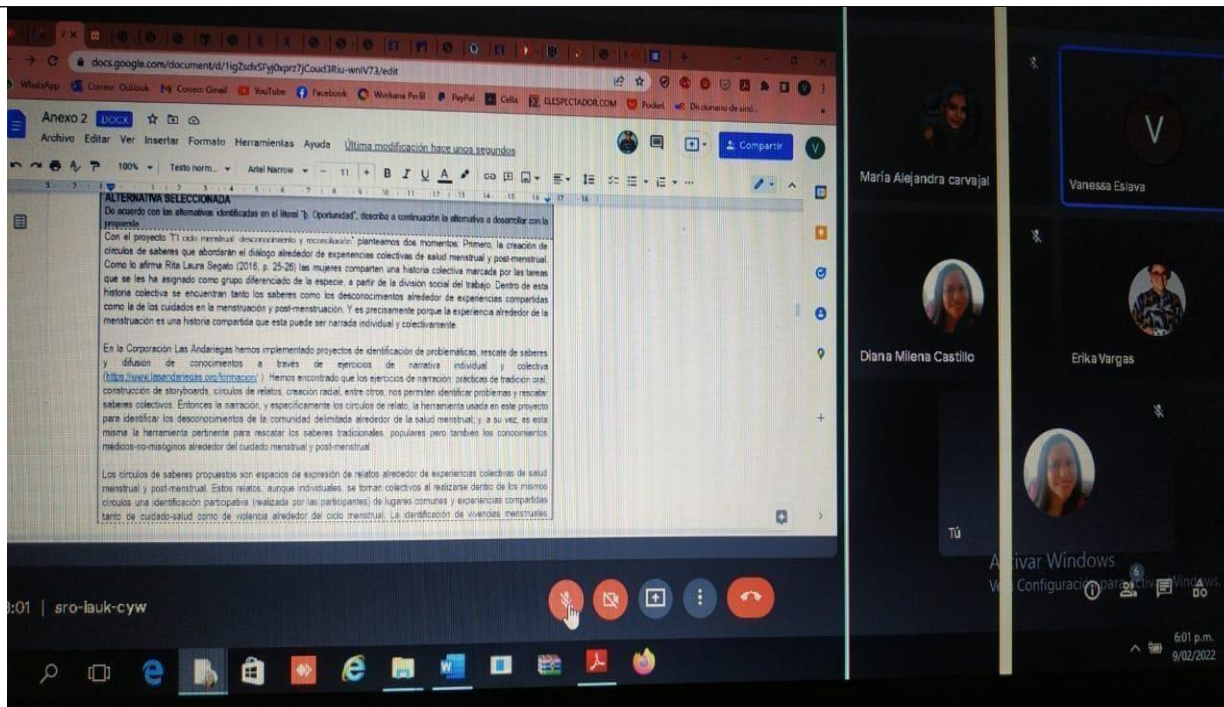 docs.google.com/document/d/1igZsdxSFyj0xprz7jCoud3Riu-wnIV73/edit
WhatsApp Correo: Outlook Correo: Gmail YouTube Facebook Workana Perfil PayPal Celta ELESPECTADOR.COM Pocket WR Diccionario de sinó...
Anexo 2 .DOCX
Archivo Editar Ver Insertar Formato Herramientas Ayuda Última modificación hace unos segundos
Compartir
V
100% Texto norm... Arial Narrow 11 B I U A
ALTERNATIVA SELECCIONADA
De acuerdo con las alternativas identificadas en el literal "b. Oportunidad", describa a continuación la alternativa a desarrollar con la
propuesta
Con el proyecto "El ciclo menstrual: desconocimiento y reconciliación" planteamos dos momentos: Primero, la creación de
círculos de saberes que abordarán el diálogo alrededor de experiencias colectivas de salud menstrual y post-menstrual.
Como lo afirma Rita Laura Segato (2016, p. 25-26) las mujeres comparten una historia colectiva marcada por las tareas
que se les ha asignado como grupo diferenciado de la especie, a partir de la división social del trabajo. Dentro de esta
historia colectiva se encuentran tanto los saberes como los desconocimientos alrededor de experiencias compartidas
como la de los cuidados en la menstruación y post-menstruación. Y es precisamente porque la experiencia alrededor de la
menstruación es una historia compartida que esta puede ser narrada individual y colectivamente.
En la Corporación Las Andariegas hemos implementado proyectos de identificación de problemáticas, rescate de saberes
y difusión de conocimientos a través de ejercicios de narrativa individual y colectiva
(https://www.lasandariegas.org/formacion/ ). Hemos encontrado que los ejercicios de narración, prácticas de tradición oral,
construcción de storyboards, círculos de relatos, creación radial, entre otros, nos permiten identificar problemas y rescatar
saberes colectivos. Entonces la narración, y específicamente los círculos de relato, la herramienta usada en este proyecto
para identificar los desconocimientos de la comunidad delimitada alrededor de la salud menstrual; y a su vez, es esta
misma la herramienta pertinente para rescatar los saberes tradicionales, populares pero también los conocimientos
médicos-no-misóginos alrededor del cuidado menstrual y post-menstrual.
Los círculos de saberes propuestos son espacios de expresión de relatos alrededor de experiencias colectivas de salud
menstrual y post-menstrual. Estos relatos, aunque individuales, se tornan colectivos al realizarse dentro de los mismos
círculos una identificación participativa (realizada por las participantes) de lugares comunes y experiencias compartidas
tanto de cuidado-salud como de violencia alrededor del ciclo menstrual. La identificación de vivencias menstruales
María Alejandra carvajal
V
Vanessa Eslava
Diana Milena Castillo
Erika Vargas
Tú
Activar Windows
Ve a Configuración para activar Windows.
6
:01 | sro-iauk-cyw
6:01 p.m.
9/02/2022